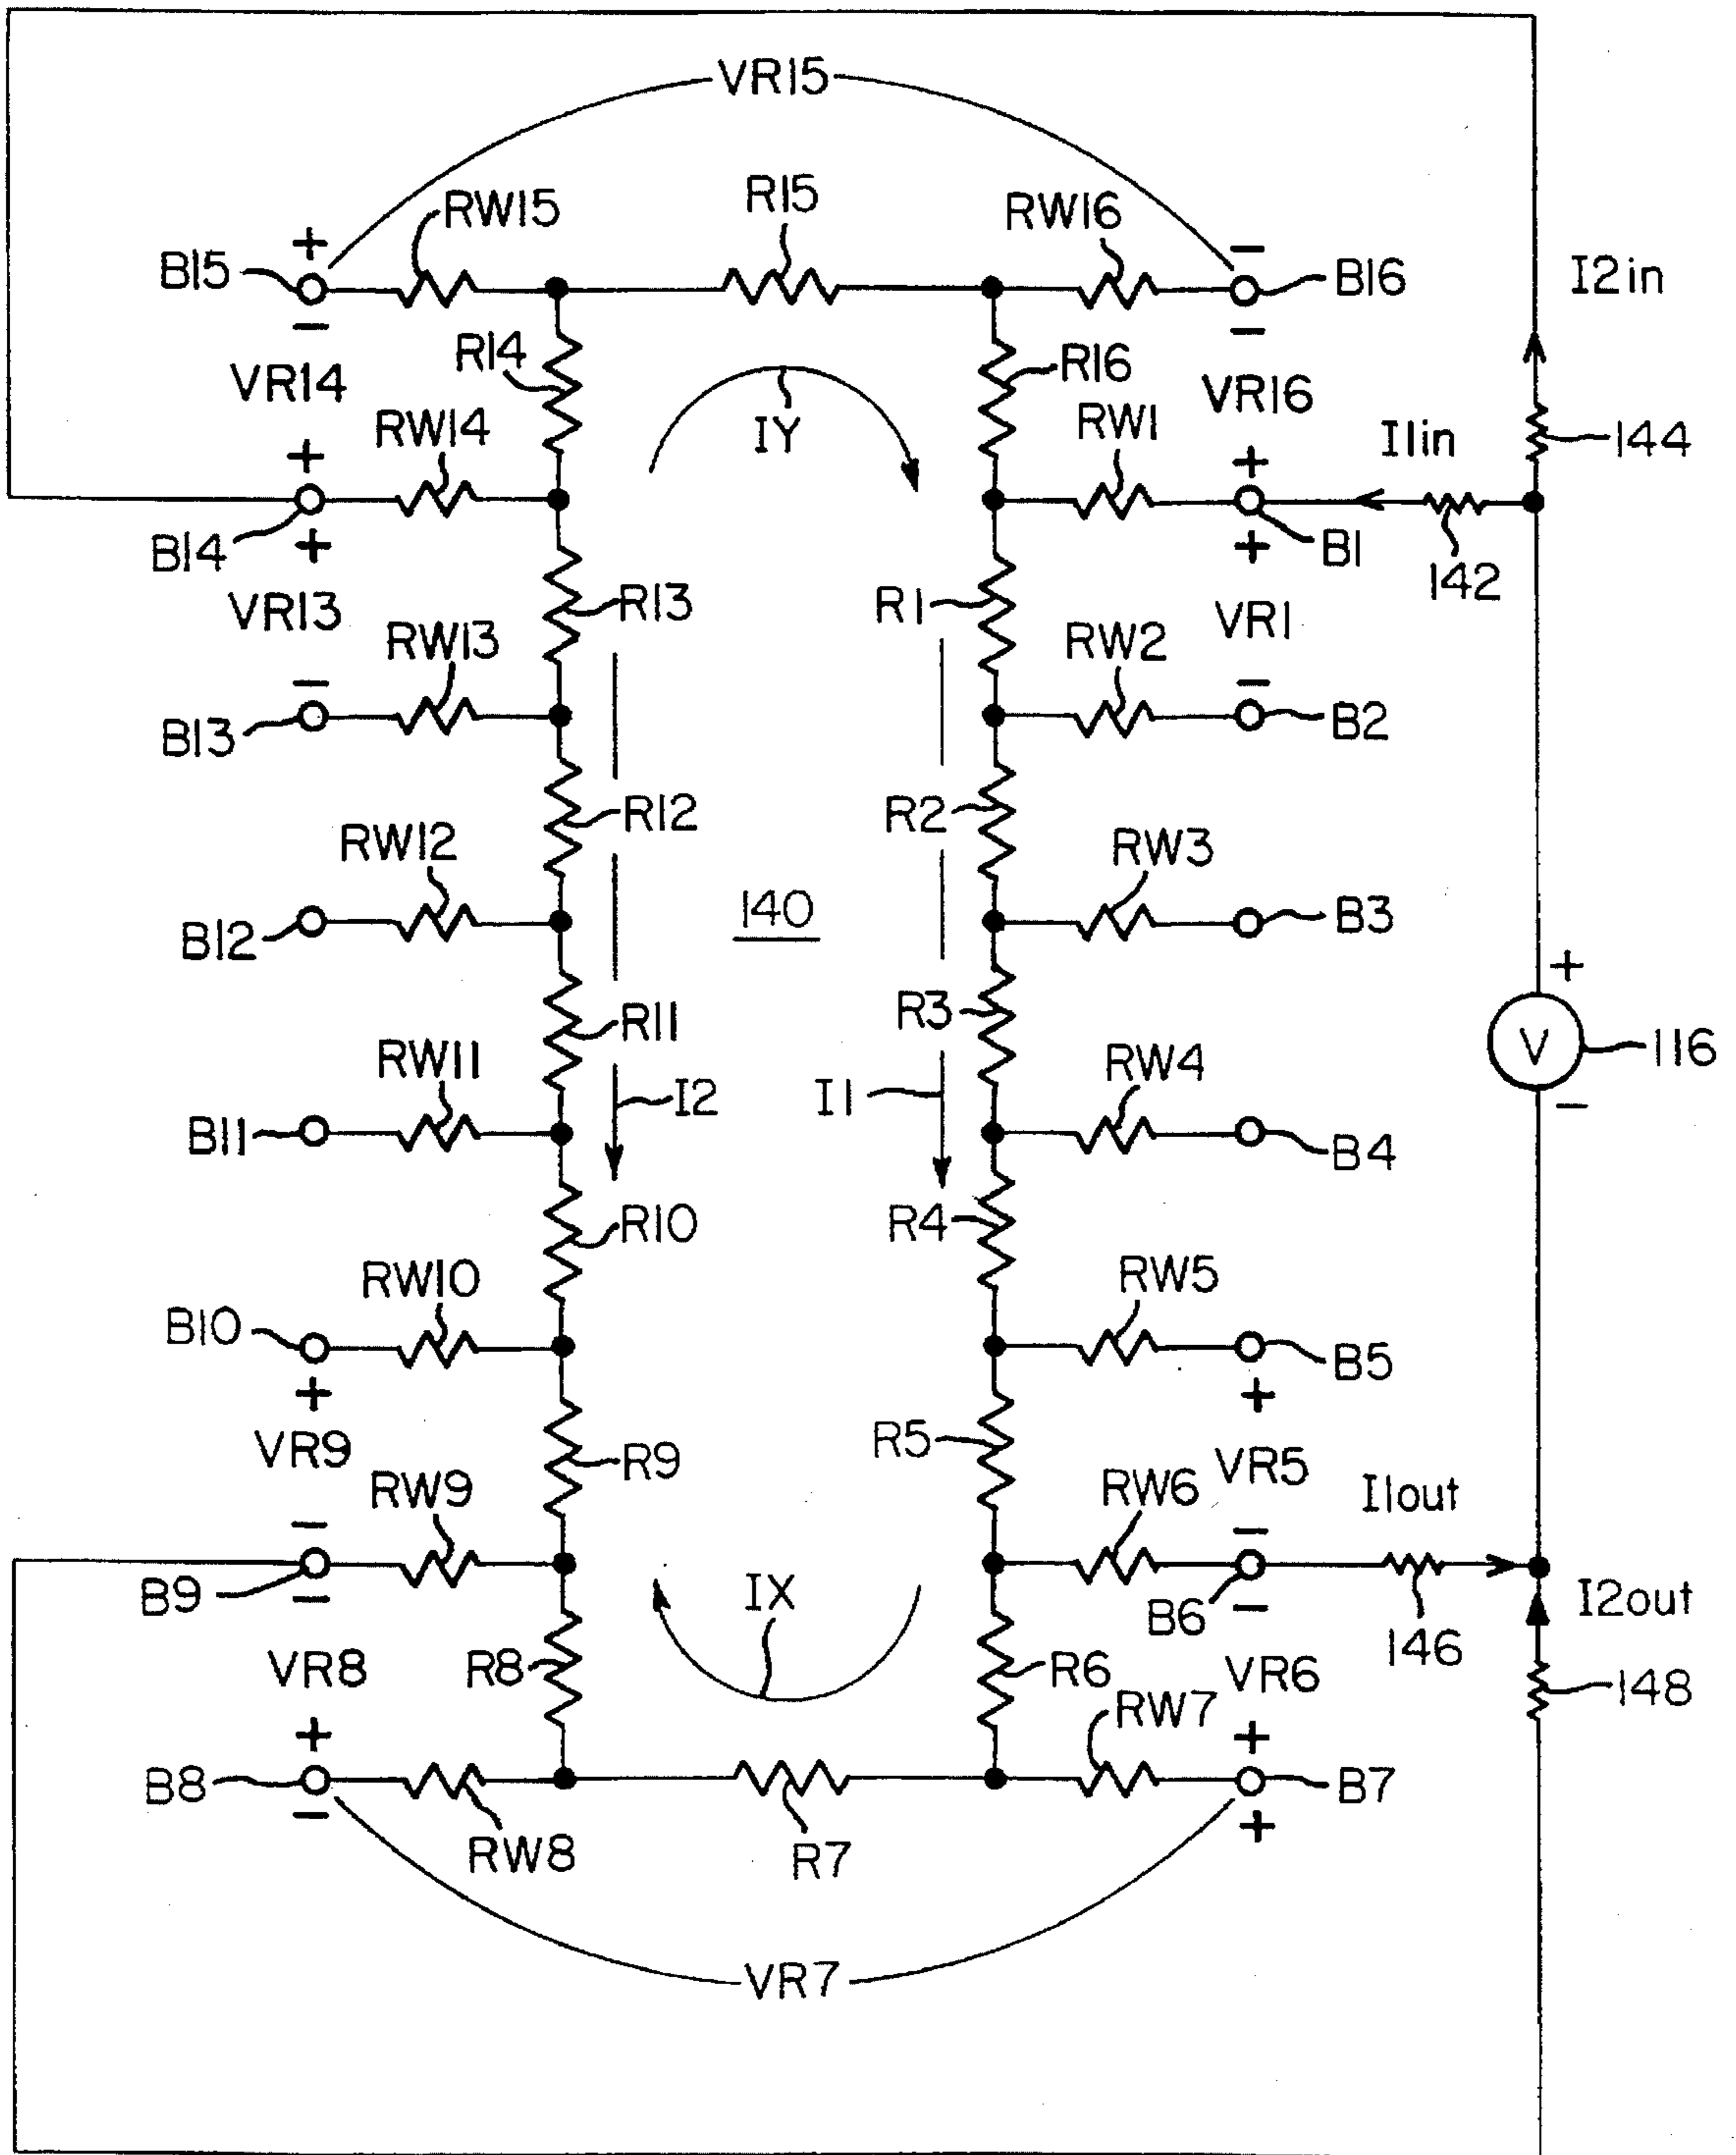 VR15
R15
RW15
RW16
+
−
B15
B16
I2in
−
−
R14
R16
VR14
VR16
RW14
RW1
IY
I1in
144
+
+
B14
+
+
B1
142
VR13
R13
R1
VR1
RW13
RW2
−
−
B13
B2
R12
R2
RW12
RW3
140
B12
B3
+
R11
R3
V
116
RW11
RW4
I2
I1
−
B11
B4
R10
R4
RW10
RW5
B10
B5
+
+
VR9
R9
R5
VR5
RW9
RW6
I1out
−
−
B9
−
IX
B6
−
I2out
146
VR8
R8
R6
VR6
148
RW7
+
+
B8
B7
−
+
RW8
R7
VR7